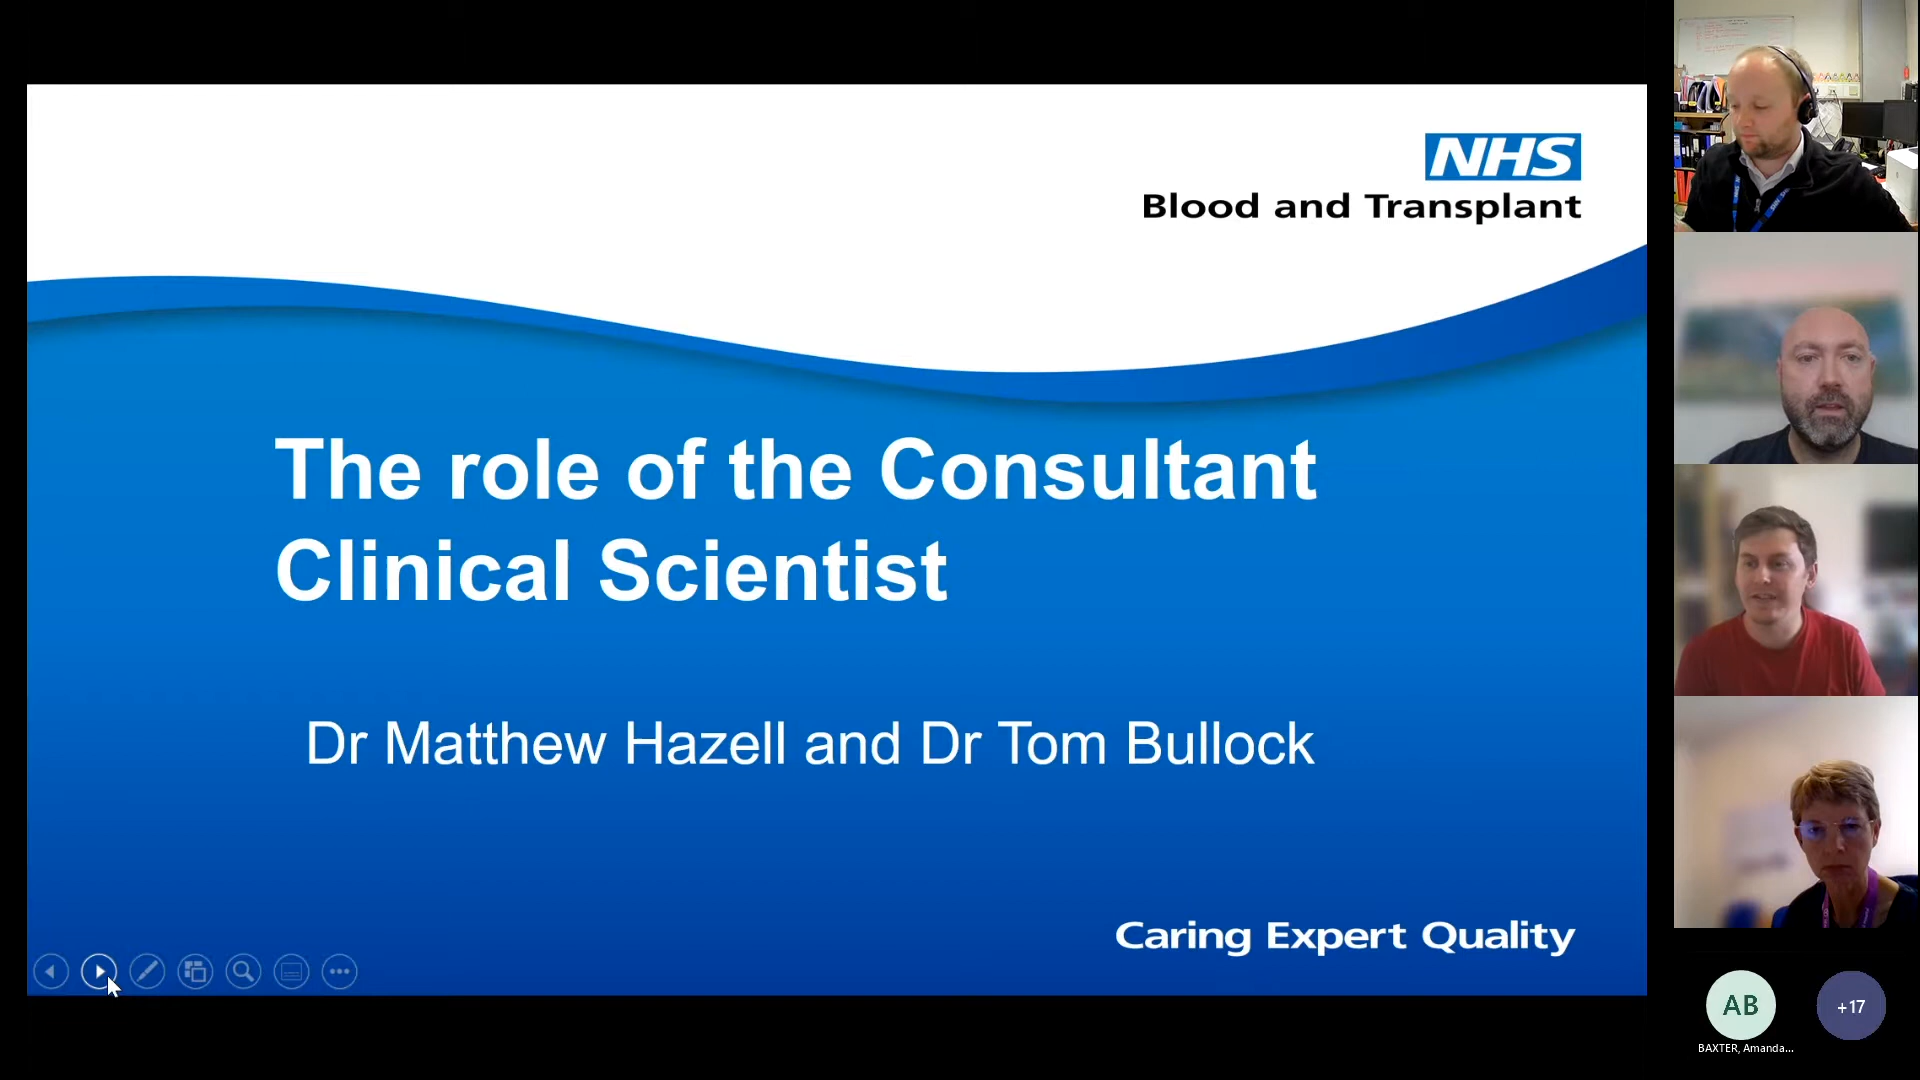 NHS
Blood and Transplant
The role of the Consultant
Clinical Scientist
Dr Matthew Hazell and Dr Tom Bullock
Caring Expert Quality
AB
+17
BAXTER, Amanda...